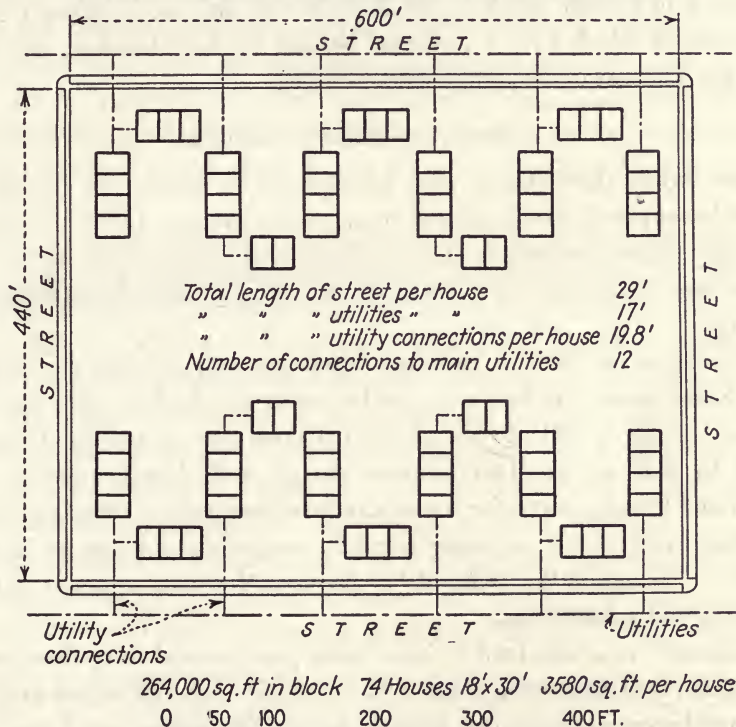 600'
STREET
440'
STREET
STREET
Total length of street per house 29'
" " " utilities " " 17'
" " " utility connections per house 19.8'
Number of connections to main utilities 12
Utility connections
STREET
Utilities
264,000 sq. ft in block 74 Houses 18'x30' 3580 sq. ft. per house
0 50 100 200 300 400 FT.